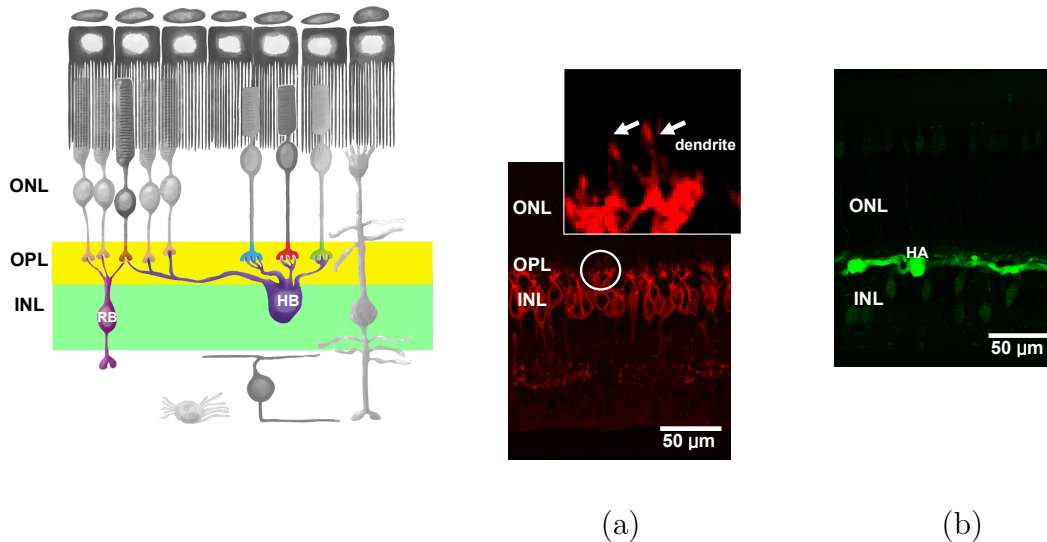 ONL
OPL
INL
RB
HB
dendrite
ONL
OPL
INL
50 µm
(a)
ONL
HA
INL
50 µm
(b)